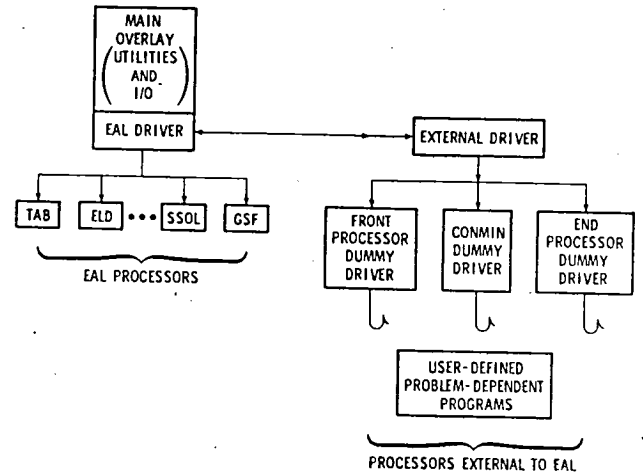 MAIN
OVERLAY
(UTILITIES
AND
I/O)
EAL DRIVER
EXTERNAL DRIVER
TAB
ELD
•••
SSOL
GSF
EAL PROCESSORS
FRONT
PROCESSOR
DUMMY
DRIVER
CONMIN
DUMMY
DRIVER
END
PROCESSOR
DUMMY
DRIVER
USER-DEFINED
PROBLEM-DEPENDENT
PROGRAMS
PROCESSORS EXTERNAL TO EAL